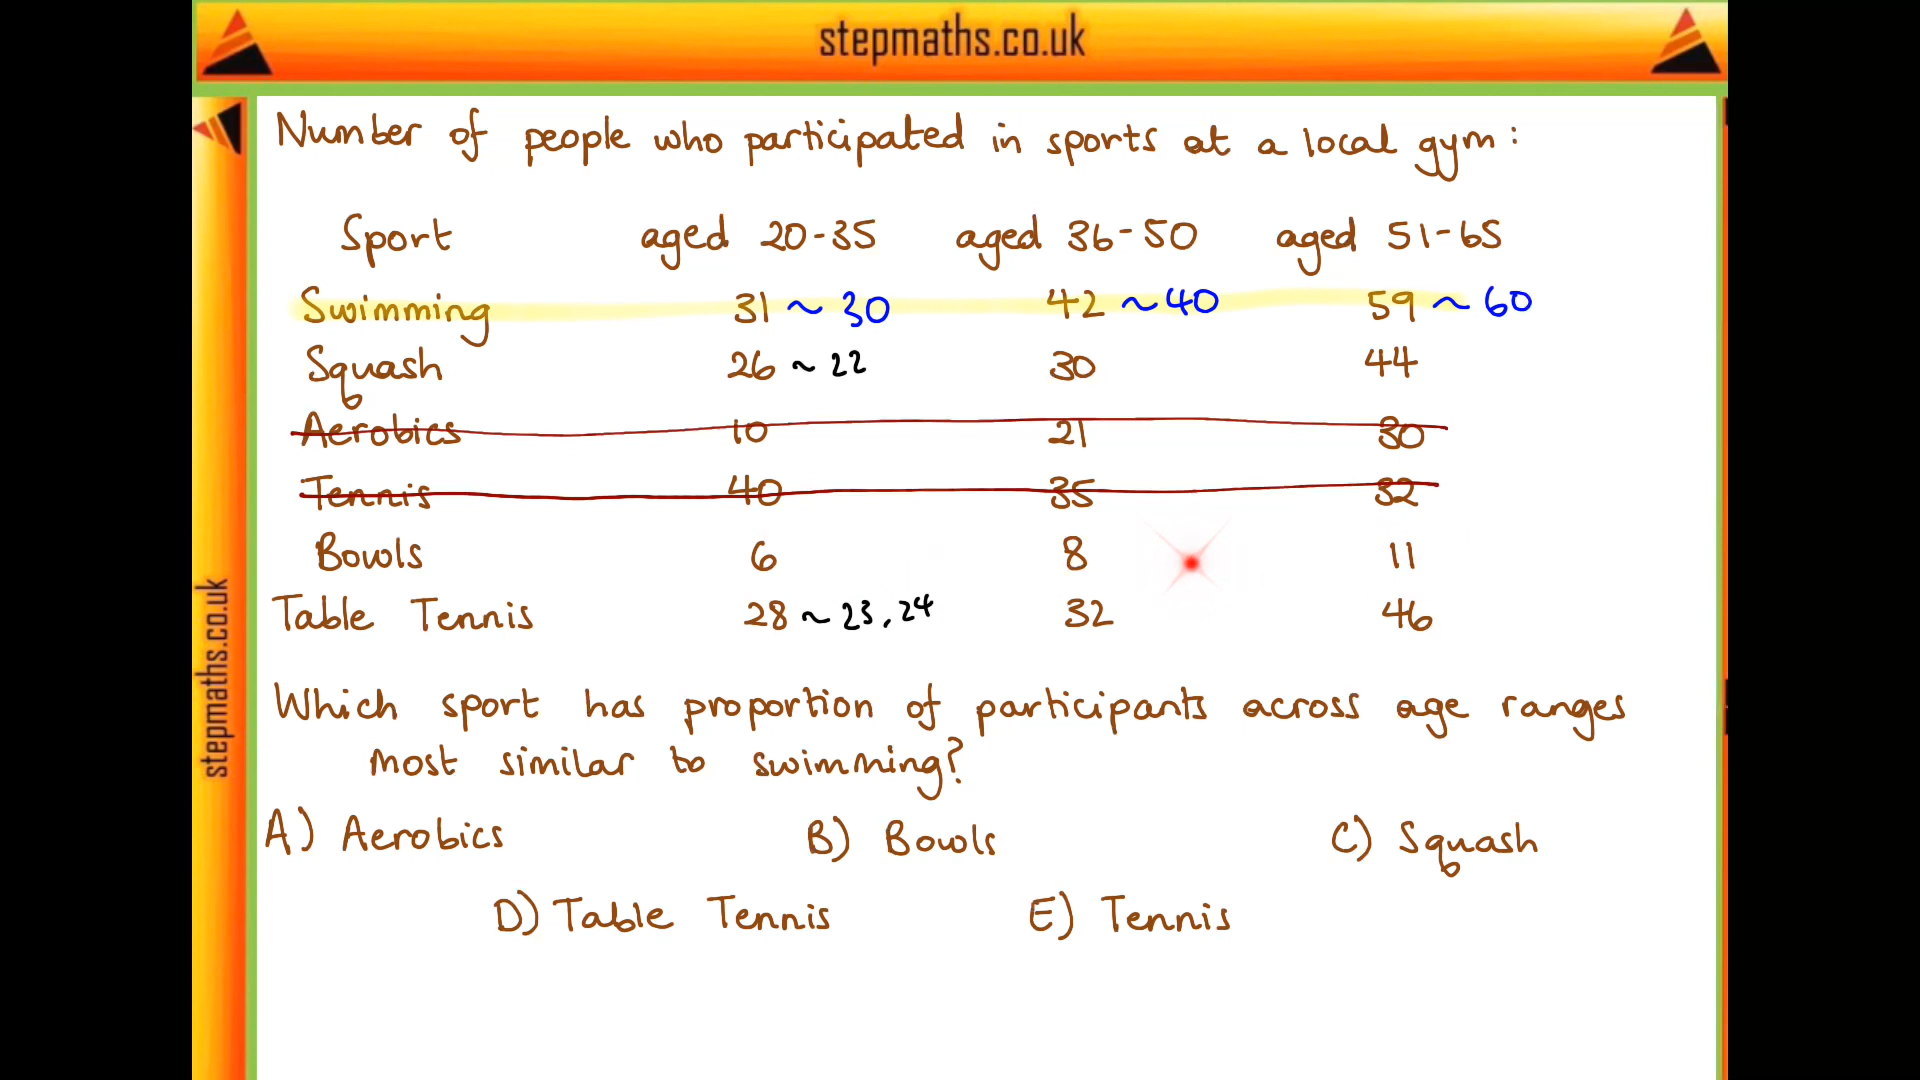 stepmaths.co.uk
stepmaths.co.uk
Number of people who participated in sports at a local gym:
Sport aged 20-35 aged 36-50 aged 51-65
Swimming 31 ~ 30 42 ~ 40 59 ~ 60
Squash 26 ~ 22 30 44
Aerobics 10 21 30
Tennis 40 35 32
Bowls 6 8 11
Table Tennis 28 ~ 23, 24 32 46
Which sport has proportion of participants across age ranges
most similar to swimming?
A) Aerobics B) Bowls C) Squash
D) Table Tennis E) Tennis